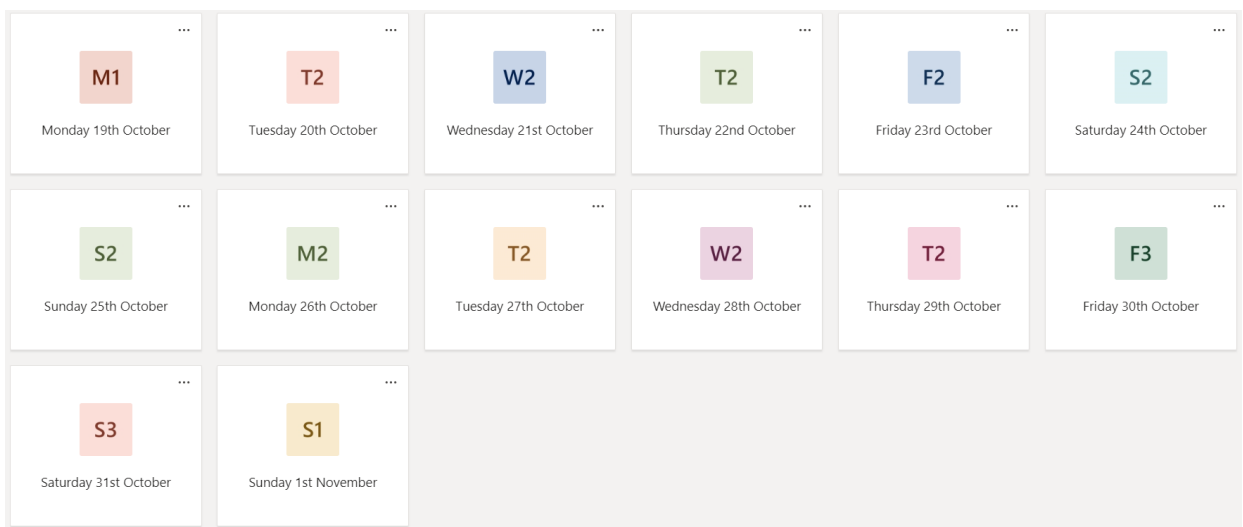 ...
M1
Monday 19th October
...
T2
Tuesday 20th October
...
W2
Wednesday 21st October
...
T2
Thursday 22nd October
...
F2
Friday 23rd October
...
S2
Saturday 24th October
...
S2
Sunday 25th October
...
M2
Monday 26th October
...
T2
Tuesday 27th October
...
W2
Wednesday 28th October
...
T2
Thursday 29th October
...
F3
Friday 30th October
...
S3
Saturday 31st October
...
S1
Sunday 1st November